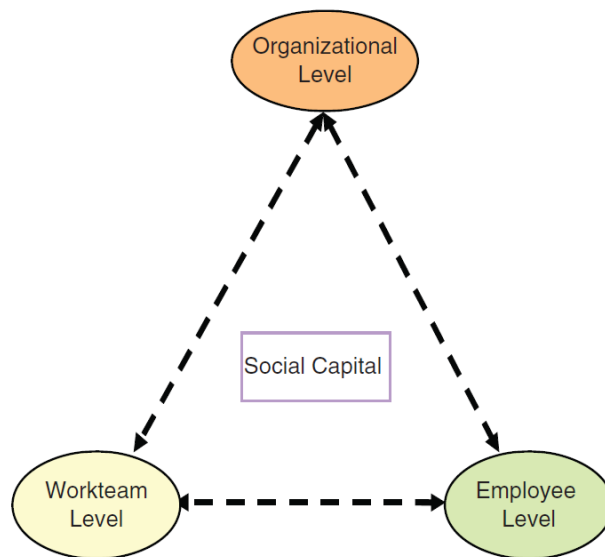 Organizational
Level
Social Capital
Workteam
Level
Employee
Level